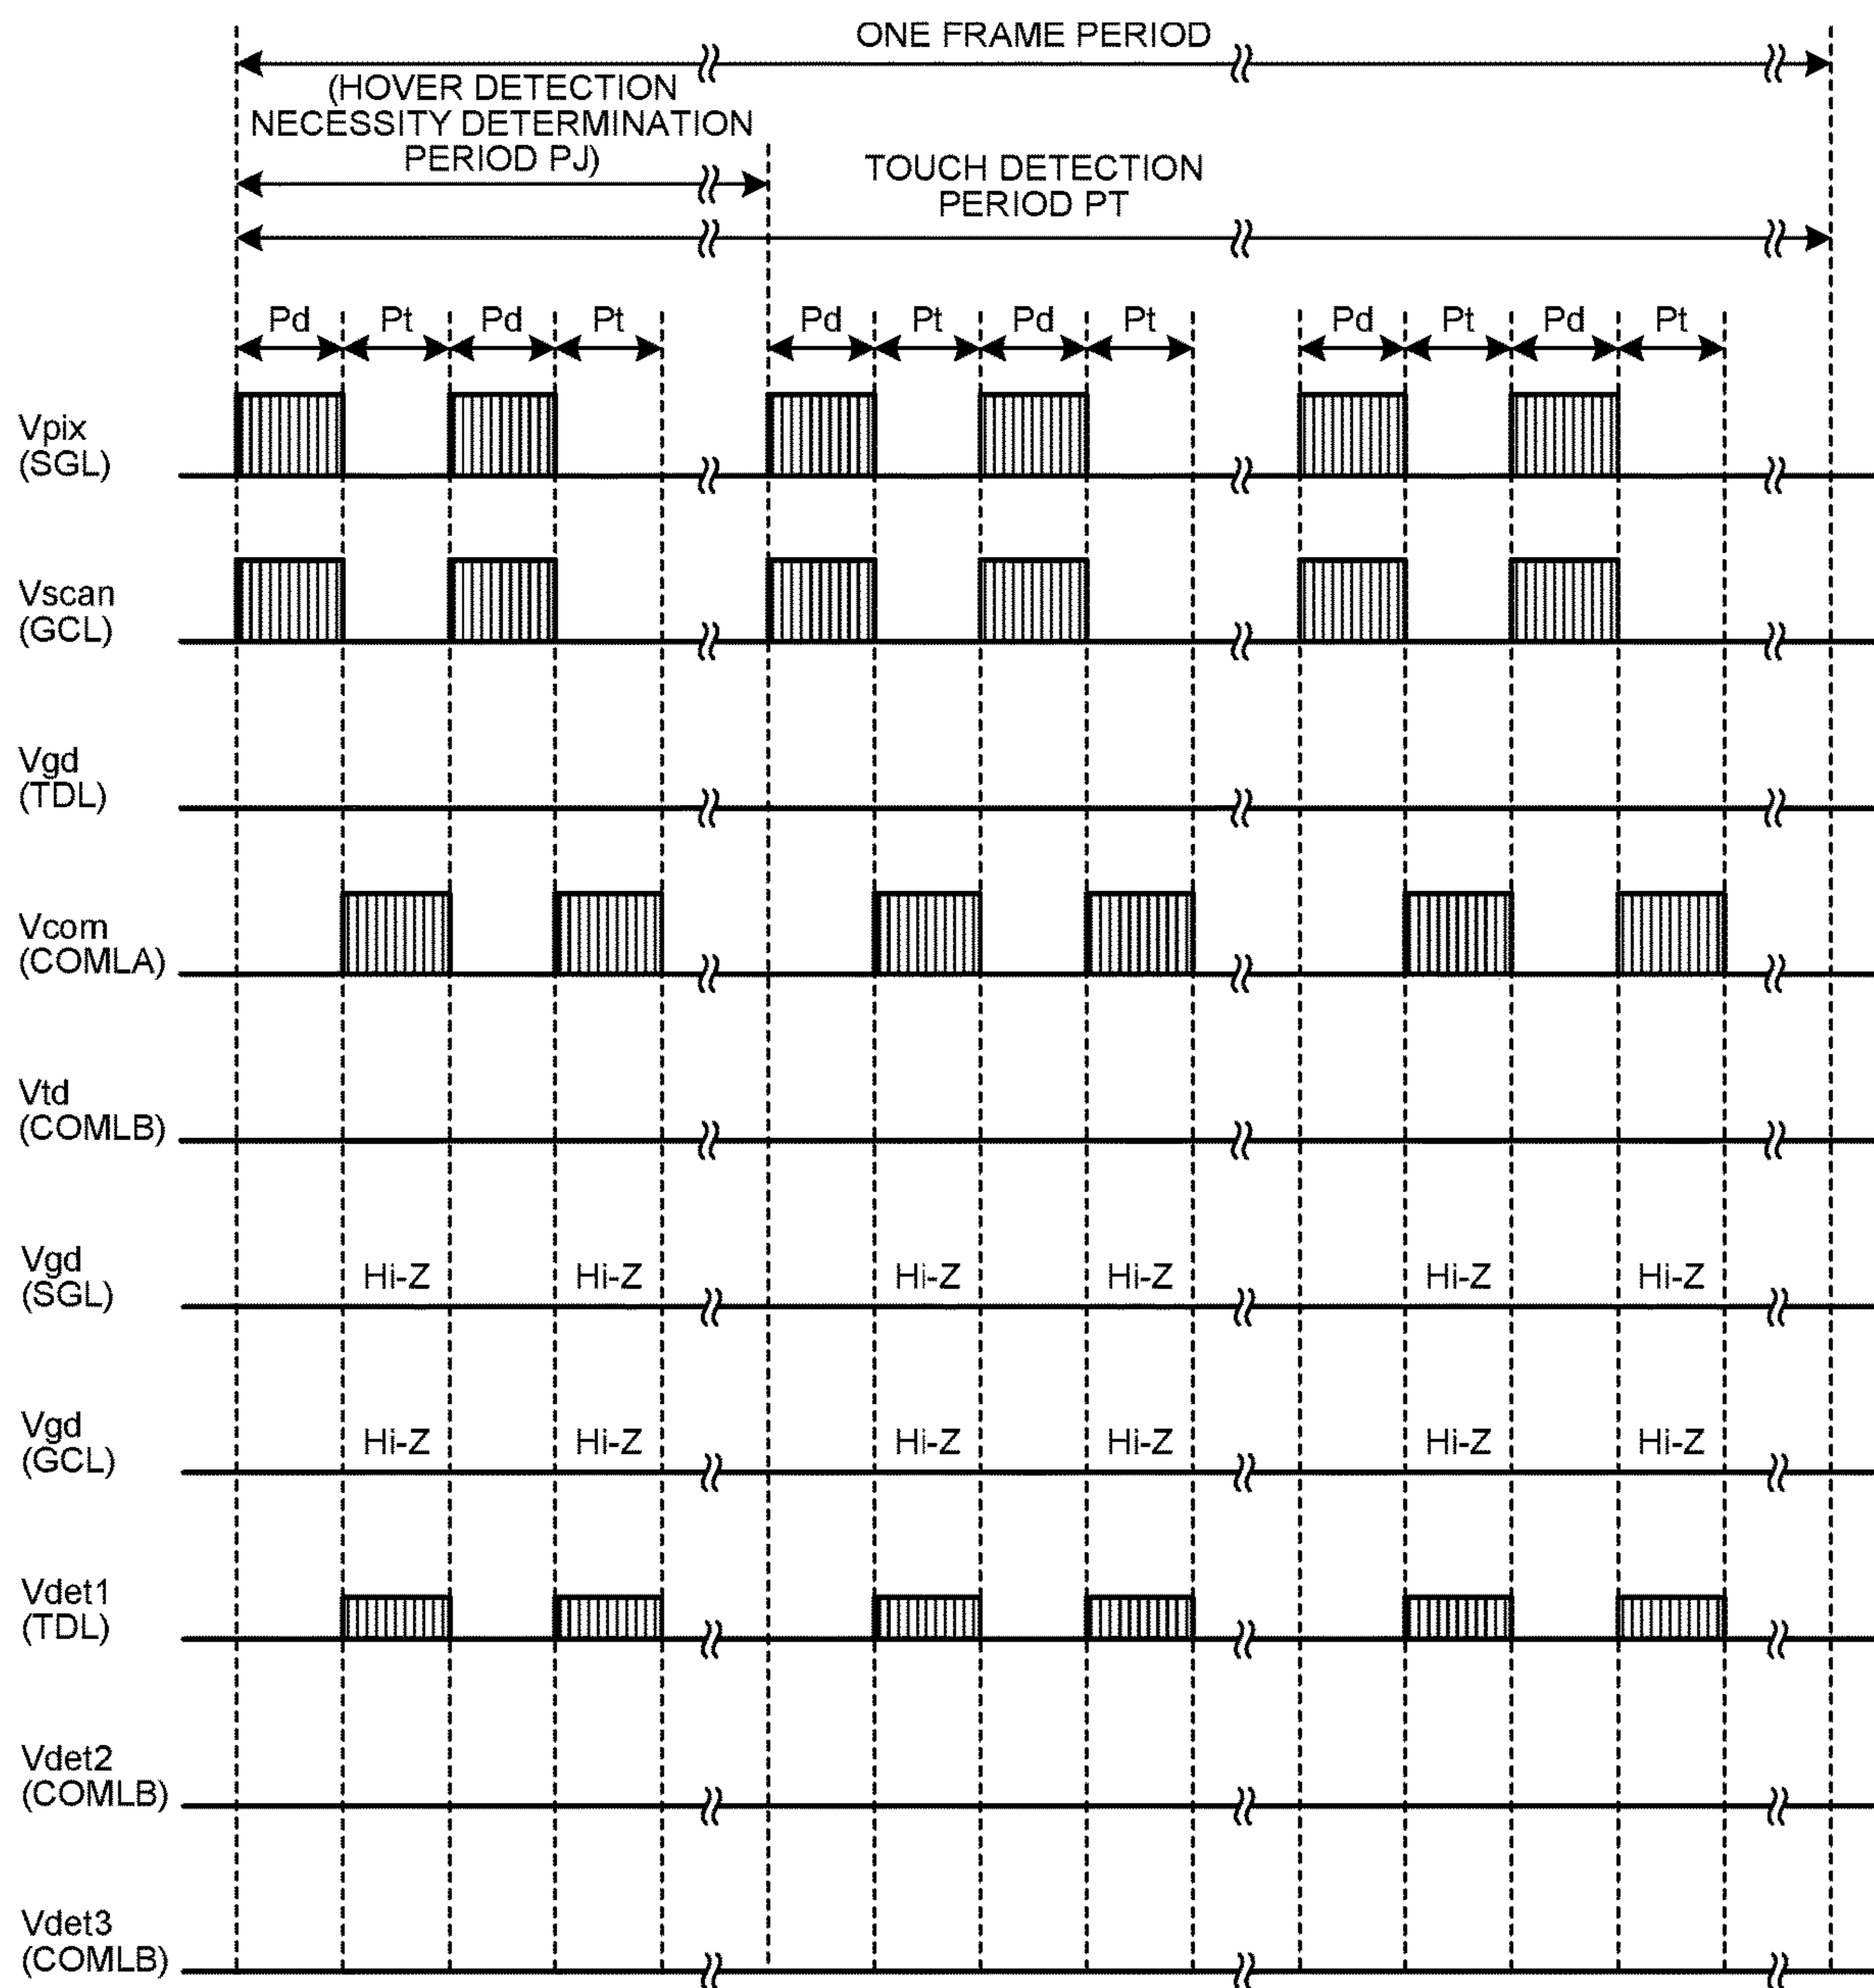 ONE FRAME PERIOD
(HOVER DETECTION
NECESSITY DETERMINATION
PERIOD PJ)
TOUCH DETECTION
PERIOD PT
Pd Pt Pd Pt Pd Pt Pd Pt Pd Pt Pd Pt
Vpix
(SGL)
Vscan
(GCL)
Vgd
(TDL)
Vcom
(COMLA)
Vtd
(COMLB)
Vgd
(SGL)
Hi-Z Hi-Z Hi-Z Hi-Z Hi-Z Hi-Z
Vgd
(GCL)
Hi-Z Hi-Z Hi-Z Hi-Z Hi-Z Hi-Z
Vdet1
(TDL)
Vdet2
(COMLB)
Vdet3
(COMLB)